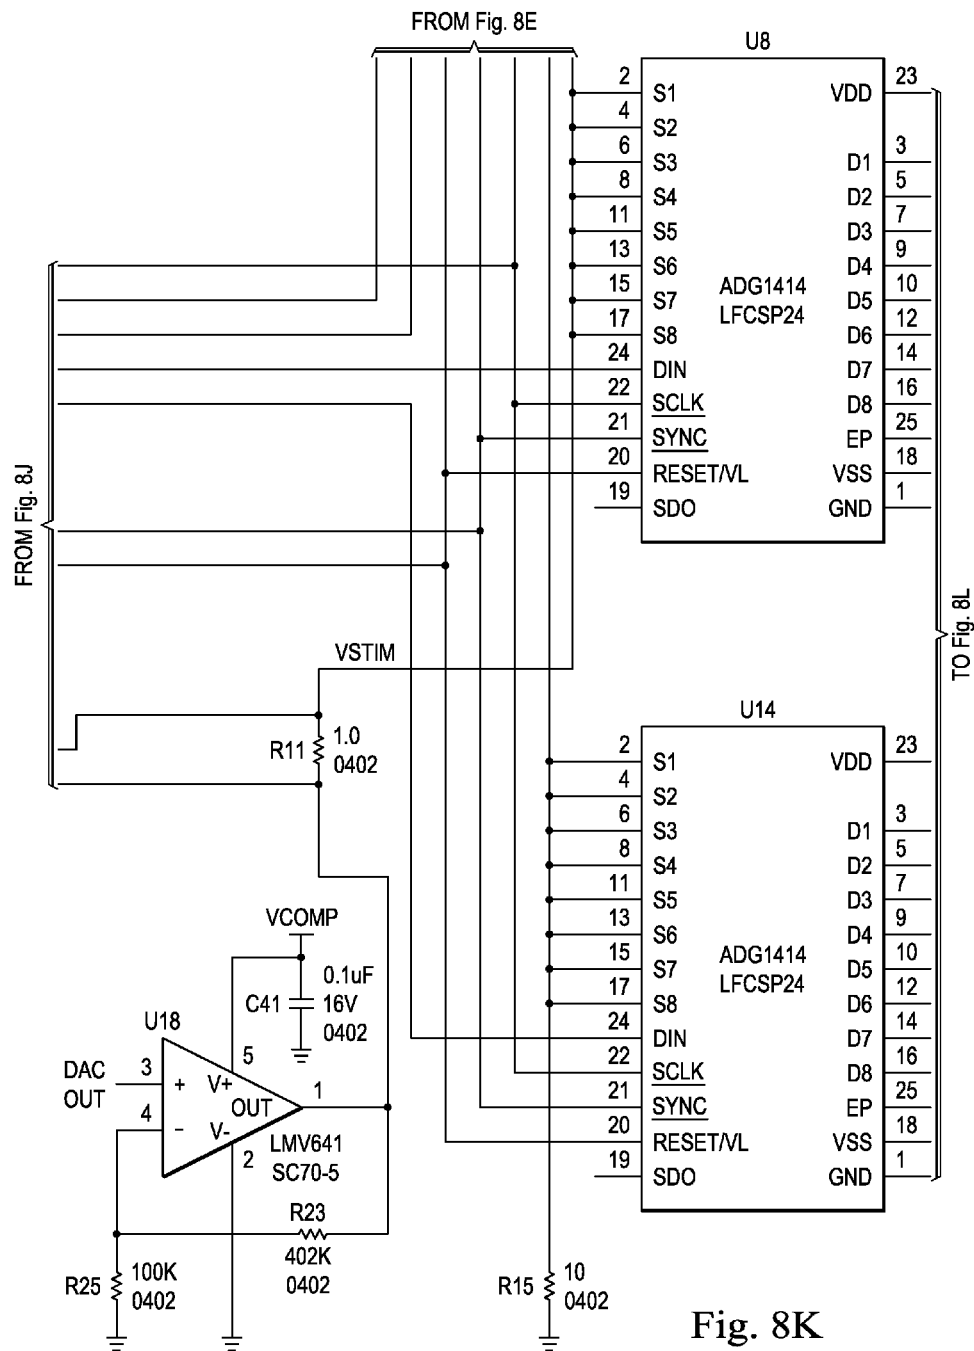 FROM Fig. 8E
U8
2 S1 VDD 23
4 S2
6 S3 D1 3
8 S4 D2 5
11 S5 D3 7
13 S6 D4 9
15 S7 D5 10
17 S8 D6 12
24 DIN D7 14
22 SCLK D8 16
21 SYNC EP 25
20 RESET/VL VSS 18
19 SDO GND 1
ADG1414
LFCSP24
FROM Fig. 8J
TO Fig. 8L
VSTIM
R11 1.0
0402
U14
2 S1 VDD 23
4 S2
6 S3 D1 3
8 S4 D2 5
11 S5 D3 7
13 S6 D4 9
15 S7 D5 10
17 S8 D6 12
24 DIN D7 14
22 SCLK D8 16
21 SYNC EP 25
20 RESET/VL VSS 18
19 SDO GND 1
ADG1414
LFCSP24
VCOMP
C41 0.1uF
16V
0402
U18
DAC
OUT
3 + V+ 5
OUT 1
4 - V- 2
LMV641
SC70-5
R23
402K
0402
R25 100K
0402
R15 10
0402
Fig. 8K